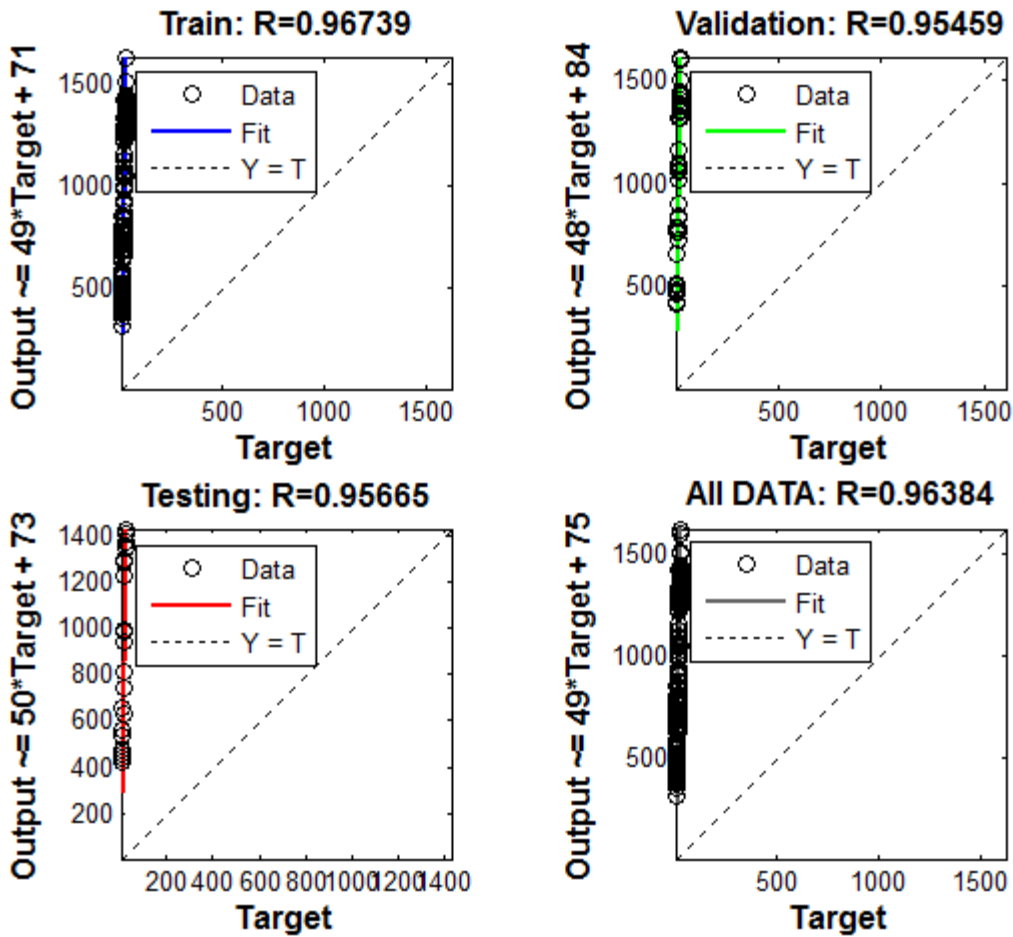 Train: R=0.96739
Output ~= 49*Target + 71
1500
1000
500
Data
Fit
Y = T
500
1000
1500
Target
Validation: R=0.95459
Output ~= 48*Target + 84
1500
1000
500
Data
Fit
Y = T
500
1000
1500
Target
Testing: R=0.95665
Output ~= 50*Target + 73
1400
1200
1000
800
600
400
200
Data
Fit
Y = T
200 400 600 800 1000 1200 1400
Target
All DATA: R=0.96384
Output ~= 49*Target + 75
1500
1000
500
Data
Fit
Y = T
500
1000
1500
Target